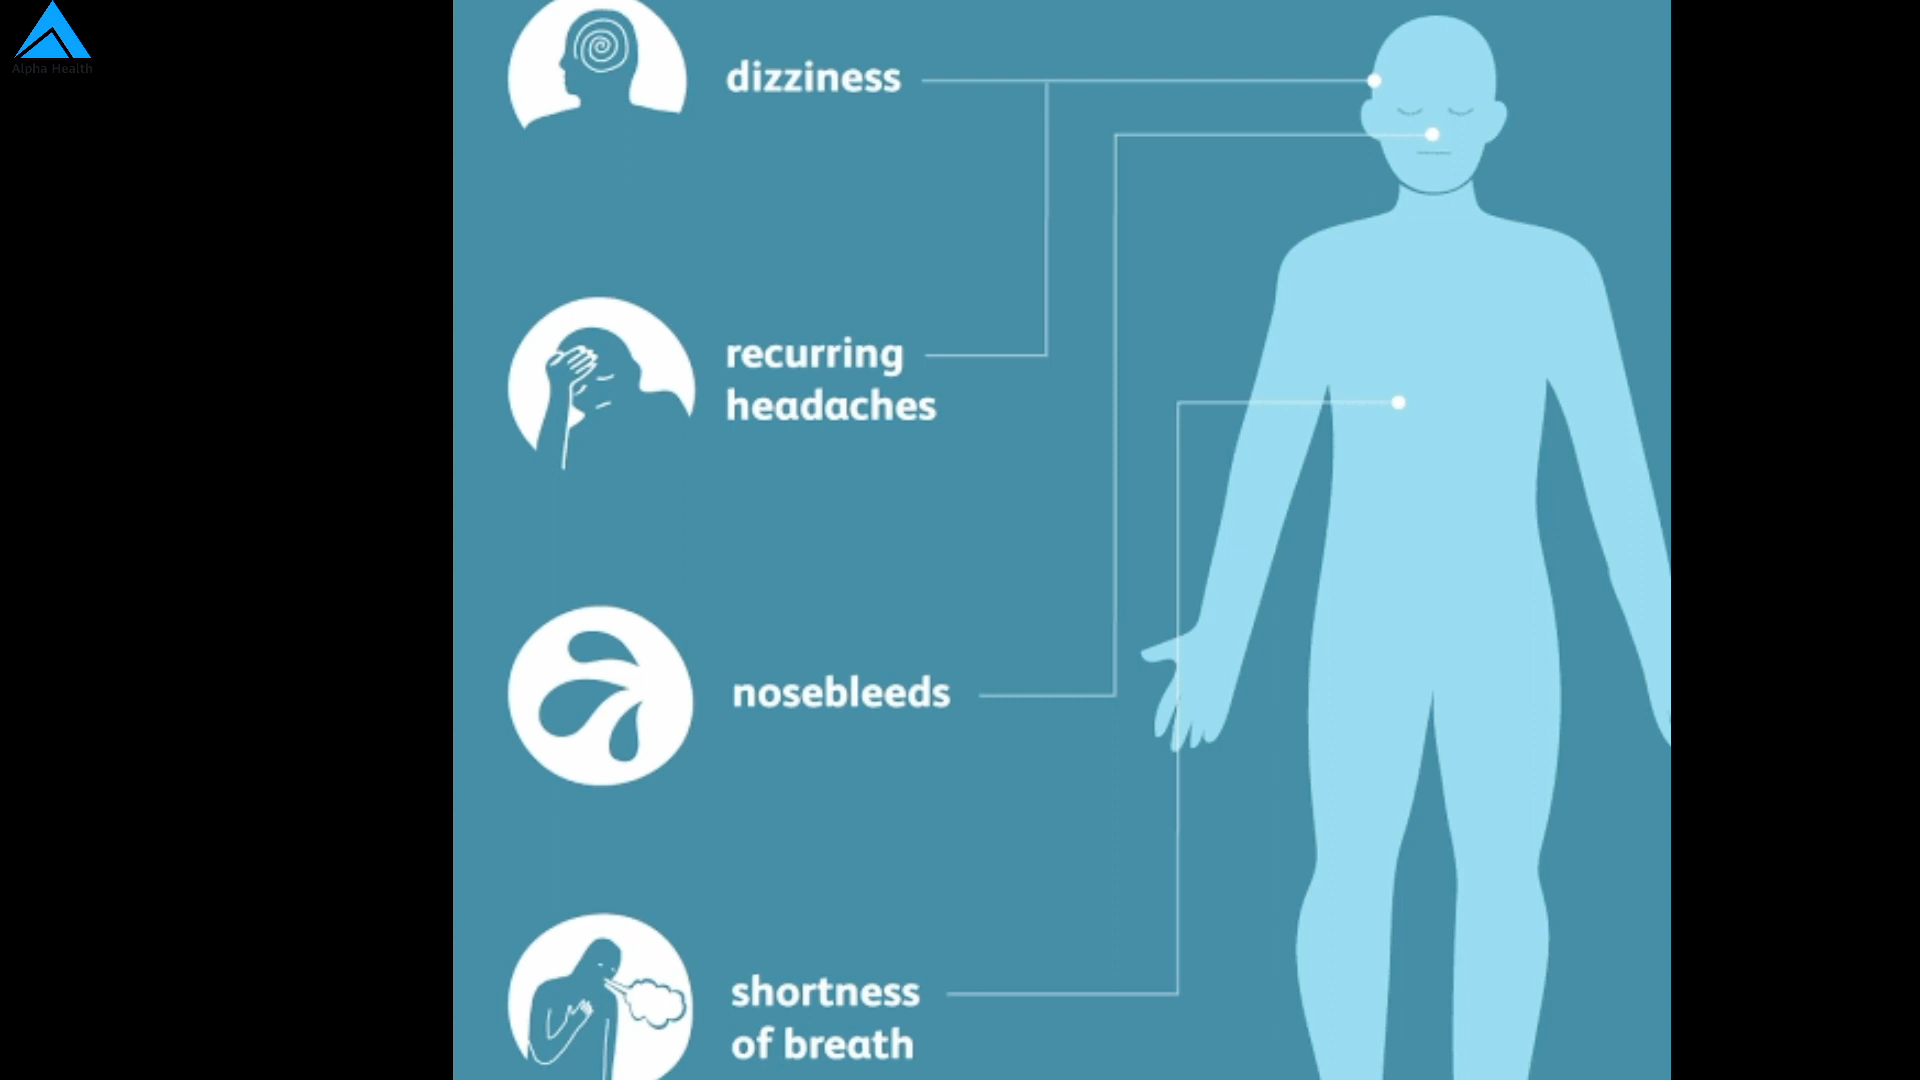 Alpha Health
dizziness
recurring
headaches
nosebleeds
shortness
of breath